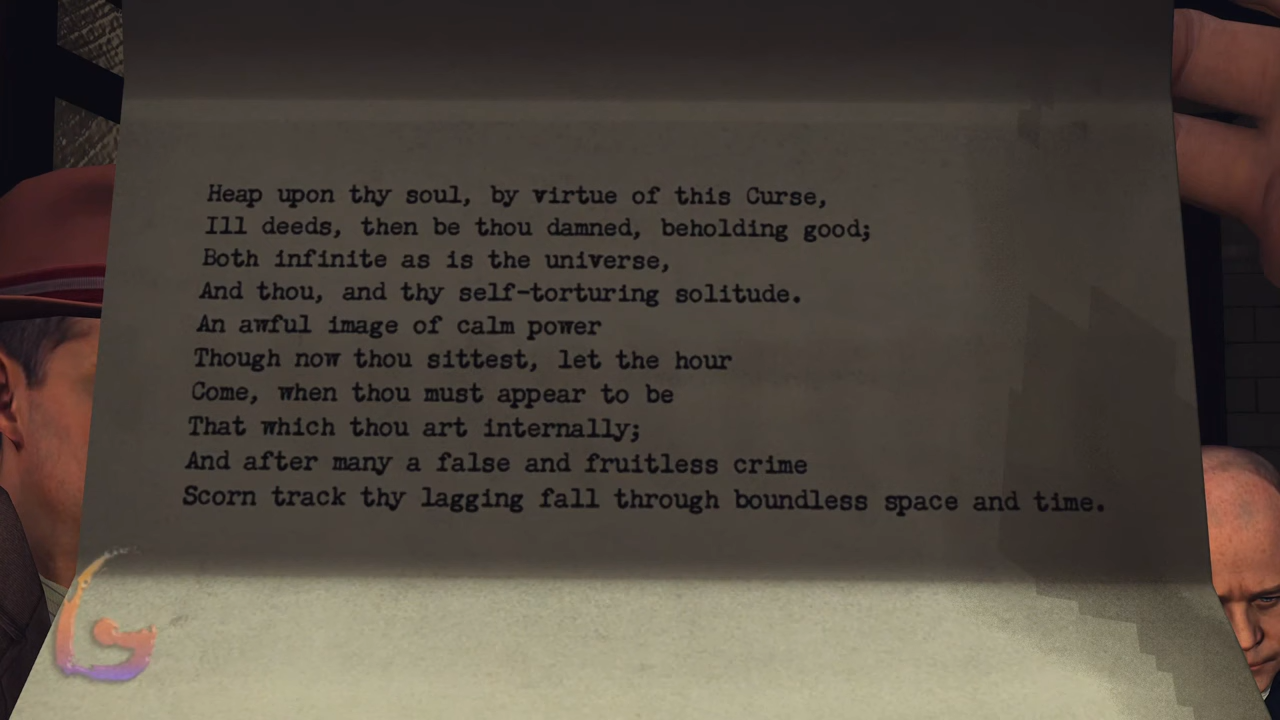 Heap upon thy soul, by virtue of this Curse,
Ill deeds, then be thou damned, beholding good;
Both infinite as is the universe,
And thou, and thy self-torturing solitude.
An awful image of calm power
Though now thou sittest, let the hour
Come, when thou must appear to be
That which thou art internally;
And after many a false and fruitless crime
Scorn track thy lagging fall through boundless space and time.